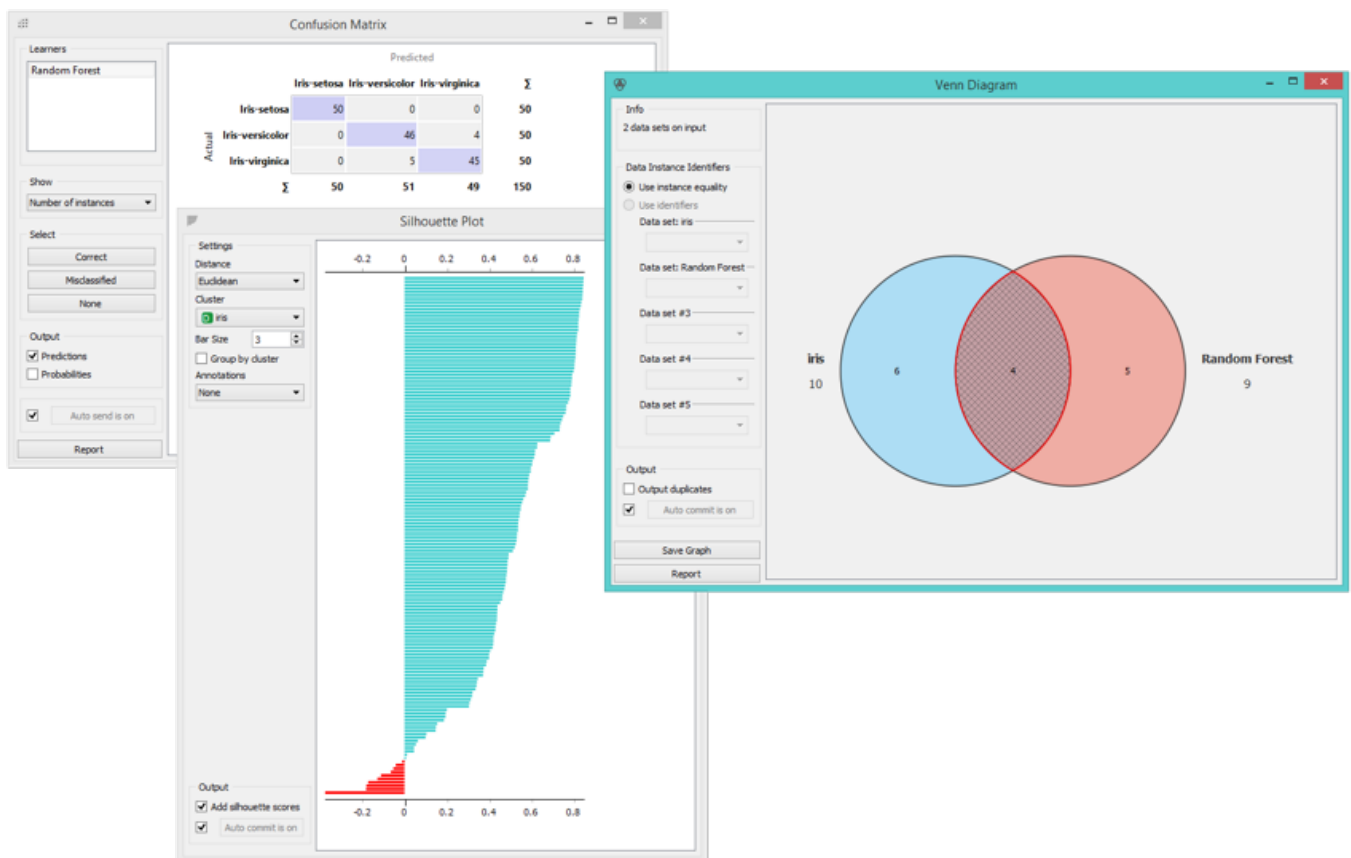 Confusion Matrix
Learners
Random Forest
Show
Number of instances
Select
Correct
Misclassified
None
Output
Predictions
Probabilities
Auto send is on
Report
Predicted
Iris-setosa Iris-versicolor Iris-virginica Σ
Actual
Iris-setosa 50 0 0 50
Iris-versicolor 0 46 4 50
Iris-virginica 0 5 45 50
Σ 50 51 49 150
Silhouette Plot
Settings
Distance
Euclidean
Cluster
iris
Bar Size 3
Group by cluster
Annotations
None
Output
Add silhouette scores
Auto commit is on
-0.2 0 0.2 0.4 0.6 0.8
-0.2 0 0.2 0.4 0.6 0.8
Venn Diagram
Info
2 data sets on input
Data Instance Identifiers
Use instance equality
Use identifiers
Data set: iris
Data set: Random Forest
Data set #3
Data set #4
Data set #5
Output
Output duplicates
Auto commit is on
Save Graph
Report
iris
10
6
4
5
Random Forest
9